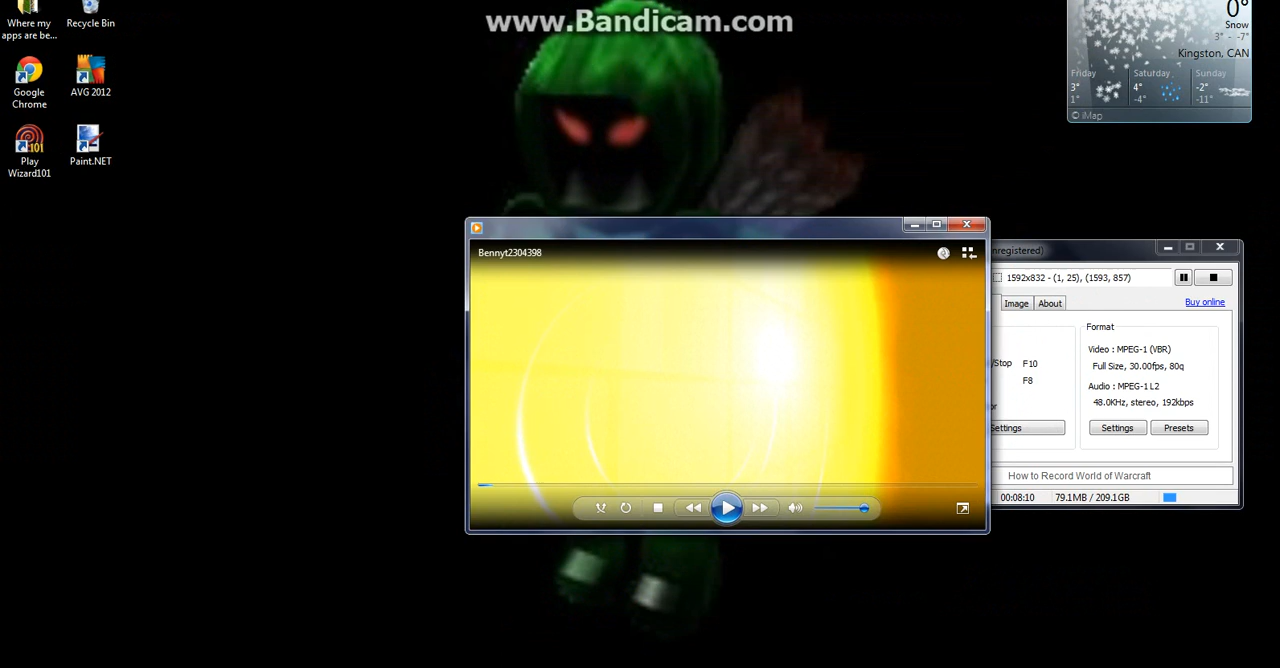 www.Bandicam.com
Where my
apps are be...
Recycle Bin
Google
Chrome
AVG 2012
Play
Wizard101
Paint.NET
0°
Snow
3° - -7°
Kingston, CAN
Friday
3°
1°
Saturday
4°
-4°
Sunday
-2°
-11°
© iMap
Bennyt2304398
nregistered)
1592x832 - (1, 25), (1593, 857)
Image
About
Buy online
Format
Video : MPEG-1 (VBR)
Full Size, 30.00fps, 80q
Audio : MPEG-1 L2
48.0KHz, stereo, 192kbps
/Stop
F10
F8
or
ettings
Settings
Presets
How to Record World of Warcraft
00:08:10
79.1MB / 209.1GB